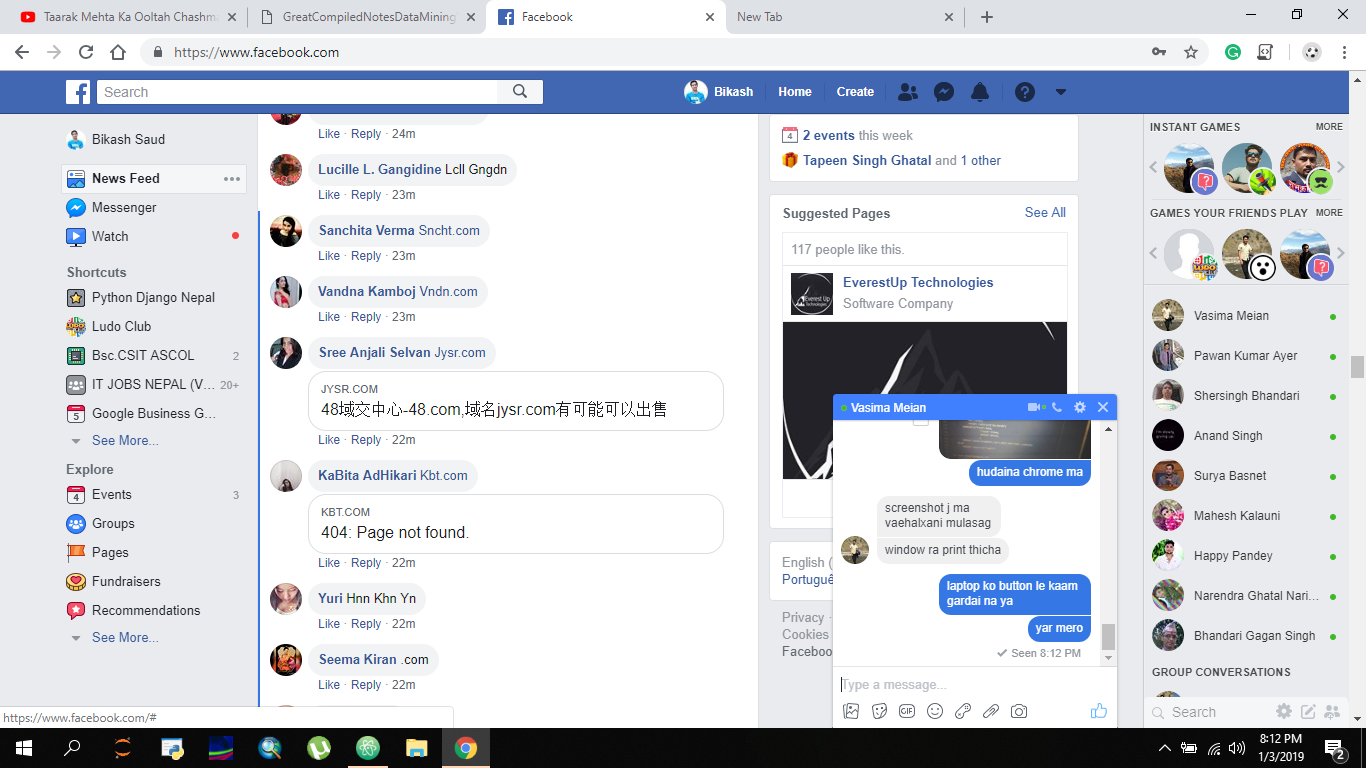 Taarak Mehta Ka Ooltah Chashma
GreatCompiledNotesDataMining
Facebook
New Tab
https://www.facebook.com
Search
Bikash
Home
Create
Bikash Saud
News Feed
Messenger
Watch
Shortcuts
Python Django Nepal
Ludo Club
Bsc.CSIT ASCOL 2
IT JOBS NEPAL (V... 20+
Google Business G...
See More...
Explore
Events 3
Groups
Pages
Fundraisers
Recommendations
See More...
https://www.facebook.com/#
Like · Reply · 24m
Lucille L. Gangidine Lcll Gngdn
Like · Reply · 23m
Sanchita Verma Sncht.com
Like · Reply · 23m
Vandna Kamboj Vndn.com
Like · Reply · 23m
Sree Anjali Selvan Jysr.com
JYSR.COM
48域交中心-48.com,域名jysr.com有可能可以出售
Like · Reply · 22m
KaBita AdHikari Kbt.com
KBT.COM
404: Page not found.
Like · Reply · 22m
Yuri Hnn Khn Yn
Like · Reply · 22m
Seema Kiran .com
Like · Reply · 22m
4
2 events this week
Tapeen Singh Ghatal and 1 other
Suggested Pages
See All
117 people like this.
EverestUp Technologies
Software Company
English (
Portuguê
Privacy ·
Cookies
Faceboo
Vasima Meian
hudaina chrome ma
screenshot j ma
vaehalxani mulasag
window ra print thicha
laptop ko button le kaam
gardai na ya
yar mero
Seen 8:12 PM
Type a message...
GIF
INSTANT GAMES
MORE
GAMES YOUR FRIENDS PLAY
MORE
Vasima Meian
Pawan Kumar Ayer
Shersingh Bhandari
Anand Singh
Surya Basnet
Mahesh Kalauni
Happy Pandey
Narendra Ghatal Nari...
Bhandari Gagan Singh
GROUP CONVERSATIONS
Search
8:12 PM
1/3/2019
2